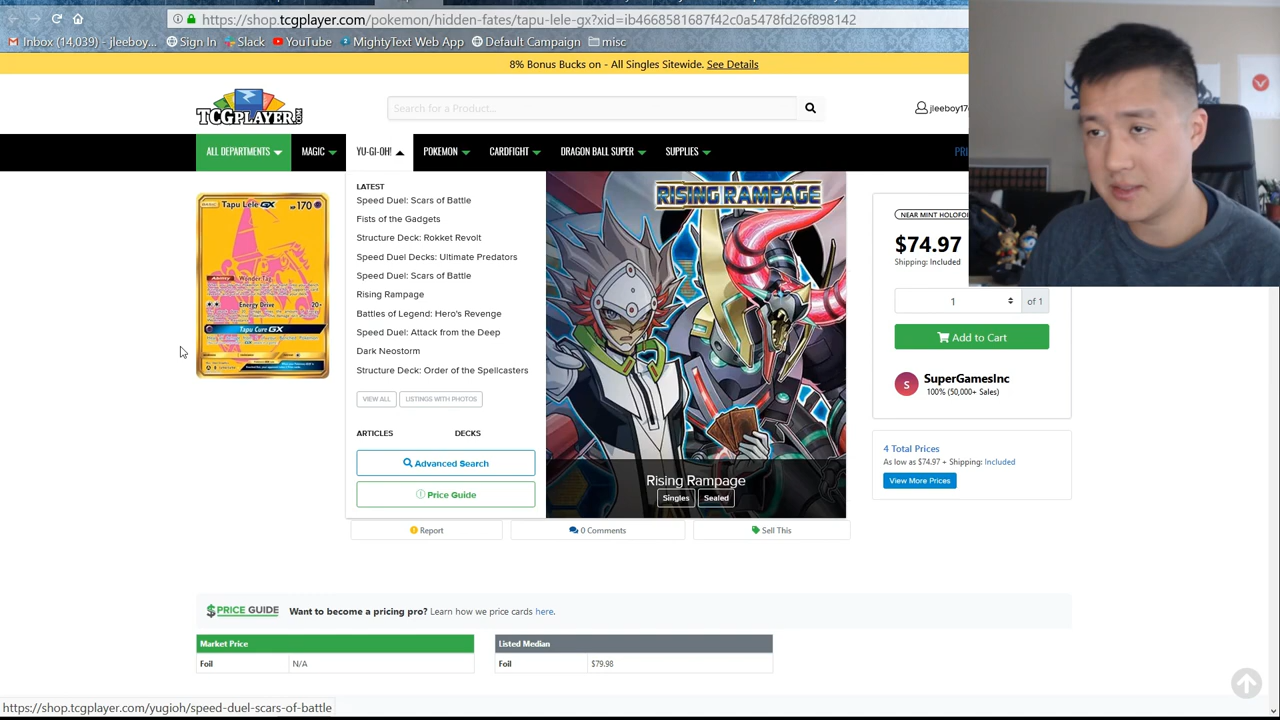 https://shop.tcgplayer.com/pokemon/hidden-fates/tapu-lele-gx?xid=ib4668581687f42c0a5478fd26f898142
Inbox (14,039) - jleeboy... Sign In Slack YouTube MightyText Web App Default Campaign misc
8% Bonus Bucks on - All Singles Sitewide. See Details
TCGPLAYER.COM
Search for a Product...
jleeboy17
ALL DEPARTMENTS MAGIC YU-GI-OH! POKEMON CARDFIGHT DRAGON BALL SUPER SUPPLIES
Tapu Lele GX 170
Ability Wonder Tag
Energy Drive 20+
Tapu Cure GX
LATEST
Speed Duel: Scars of Battle
Fists of the Gadgets
Structure Deck: Rokket Revolt
Speed Duel Decks: Ultimate Predators
Speed Duel: Scars of Battle
Rising Rampage
Battles of Legend: Hero's Revenge
Speed Duel: Attack from the Deep
Dark Neostorm
Structure Deck: Order of the Spellcasters
VIEW ALL LISTINGS WITH PHOTOS
ARTICLES DECKS
Advanced Search
Price Guide
RISING RAMPAGE
Rising Rampage
Singles Sealed
NEAR MINT HOLOFO
$74.97
Shipping: Included
1 of 1
Add to Cart
S SuperGamesInc
100% (50,000+ Sales)
4 Total Prices
As low as $74.97 + Shipping: Included
View More Prices
Report 0 Comments Sell This
PRICE GUIDE Want to become a pricing pro? Learn how we price cards here.
Market Price
Foil N/A
Listed Median
Foil $79.98
https://shop.tcgplayer.com/yugioh/speed-duel-scars-of-battle